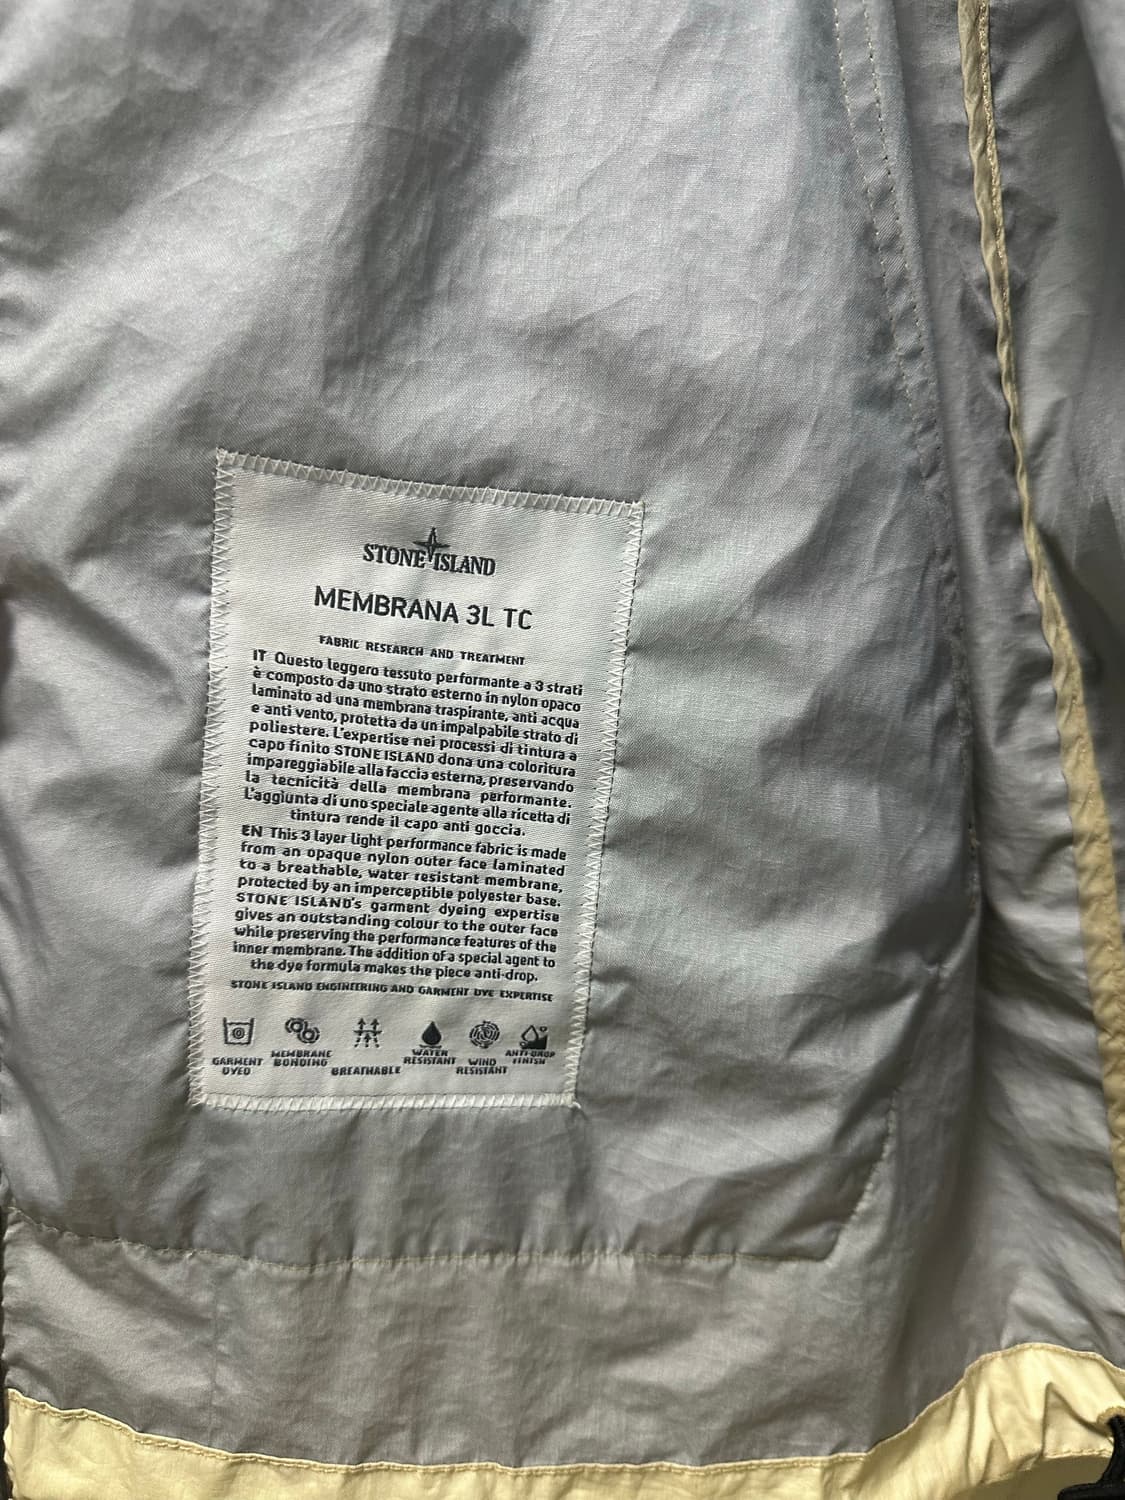 STONE ISLAND
MEMBRANA 3L TC
FABRIC RESEARCH AND TREATMENT
IT Questo leggero tessuto performante a 3 strati
è composto da uno strato esterno in nylon opaco
laminato ad una membrana traspirante, anti acqua
e anti vento, protetta da un impalpabile strato di
poliestere. L'expertise nei processi di tintura a
capo finito STONE ISLAND dona una coloritura
impareggiabile alla faccia esterna, preservando
la tecnicità della membrana performante.
L'aggiunta di uno speciale agente alla ricetta di
tintura rende il capo anti goccia.
EN This 3 layer light performance fabric is made
from an opaque nylon outer face laminated
to a breathable, water resistant membrane,
protected by an imperceptible polyester base.
STONE ISLAND's garment dyeing expertise
gives an outstanding colour to the outer face
while preserving the performance features of the
inner membrane. The addition of a special agent to
the dye formula makes the piece anti-drop.
STONE ISLAND ENGINEERING AND GARMENT DYE EXPERTISE
GARMENT
DYED
MEMBRANE
BONDING
BREATHABLE
WATER
RESISTANT
WIND
RESISTANT
ANTI-DROP
FINISH